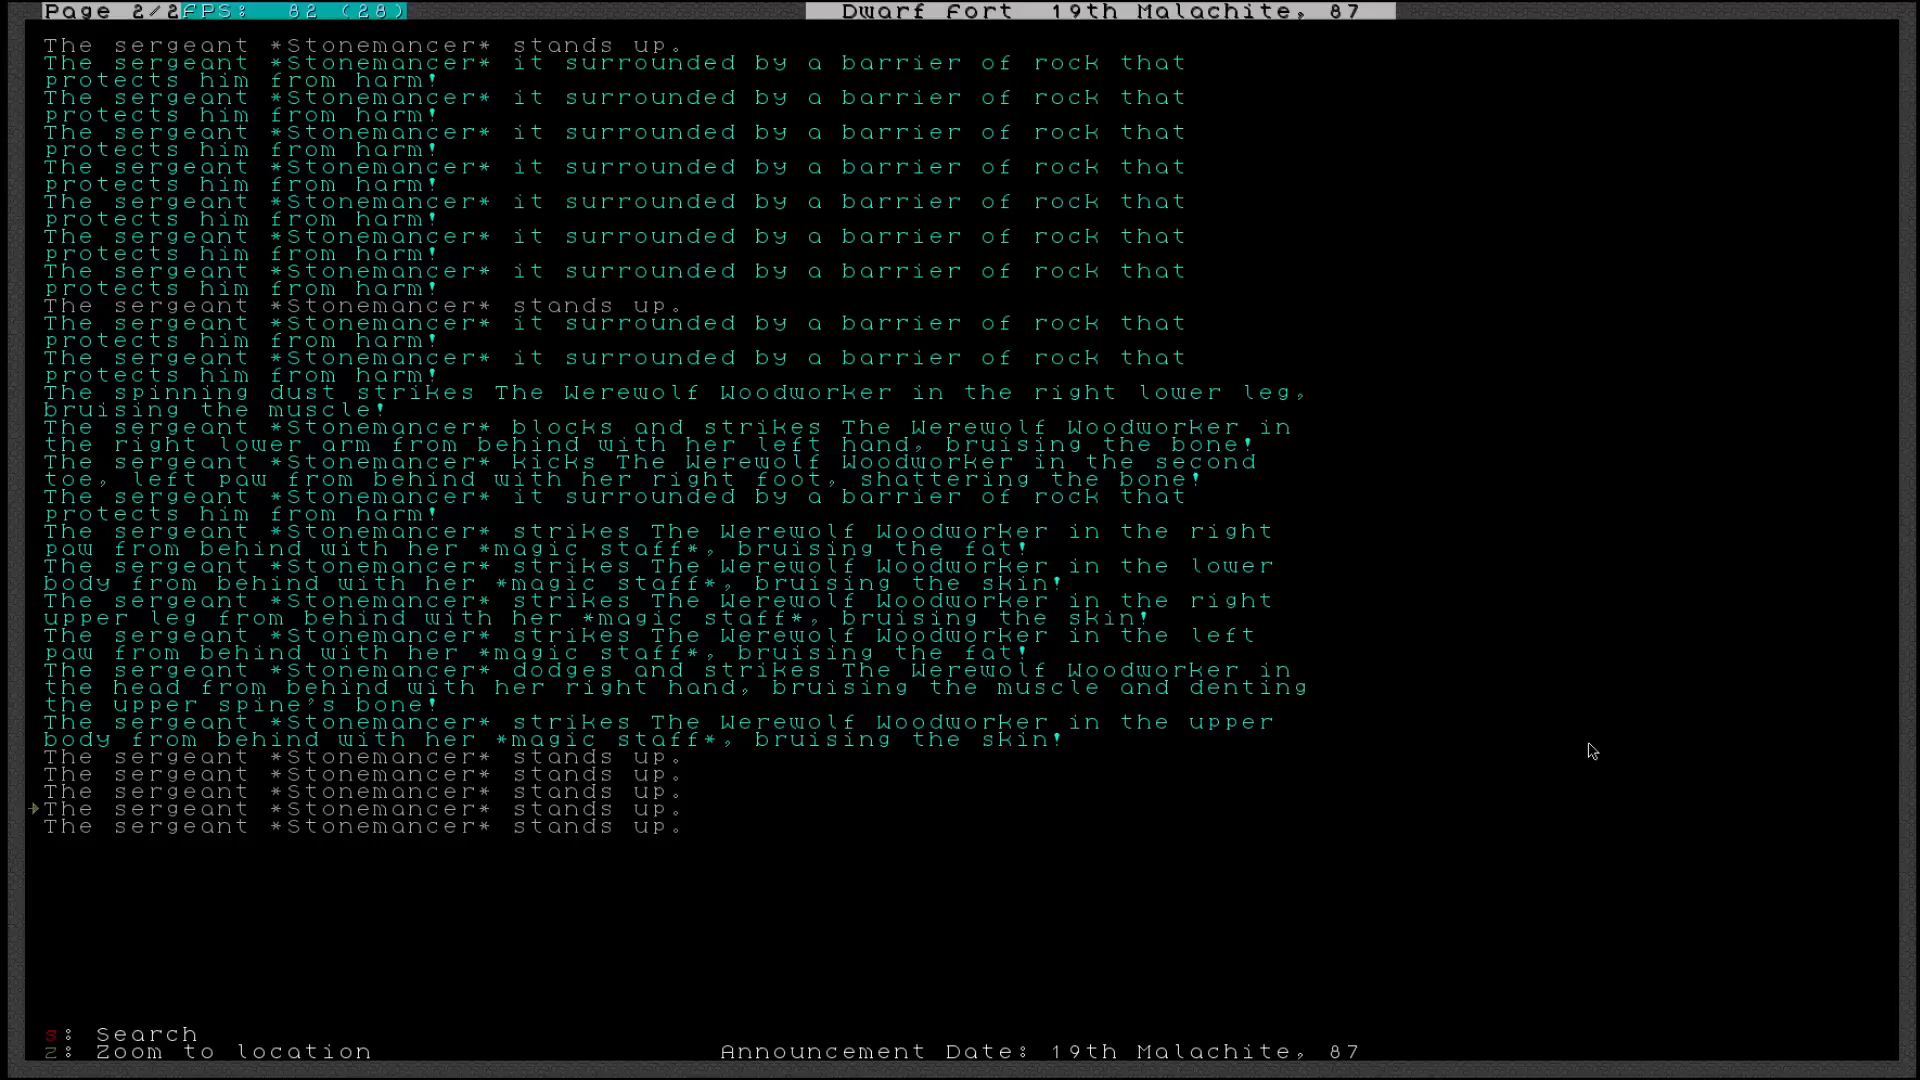 Page 2/2FPS:  82 (28)  Dwarf Fort  19th Malachite, 87
The sergeant *Stonemancer* stands up.
The sergeant *Stonemancer* it surrounded by a barrier of rock that
protects him from harm!
The sergeant *Stonemancer* it surrounded by a barrier of rock that
protects him from harm!
The sergeant *Stonemancer* it surrounded by a barrier of rock that
protects him from harm!
The sergeant *Stonemancer* it surrounded by a barrier of rock that
protects him from harm!
The sergeant *Stonemancer* it surrounded by a barrier of rock that
protects him from harm!
The sergeant *Stonemancer* it surrounded by a barrier of rock that
protects him from harm!
The sergeant *Stonemancer* it surrounded by a barrier of rock that
protects him from harm!
The sergeant *Stonemancer* stands up.
The sergeant *Stonemancer* it surrounded by a barrier of rock that
protects him from harm!
The sergeant *Stonemancer* it surrounded by a barrier of rock that
protects him from harm!
The spinning dust strikes The Werewolf Woodworker in the right lower leg,
bruising the muscle!
The sergeant *Stonemancer* blocks and strikes The Werewolf Woodworker in
the right lower arm from behind with her left hand, bruising the bone!
The sergeant *Stonemancer* kicks The Werewolf Woodworker in the second
toe, left paw from behind with her right foot, shattering the bone!
The sergeant *Stonemancer* it surrounded by a barrier of rock that
protects him from harm!
The sergeant *Stonemancer* strikes The Werewolf Woodworker in the right
paw from behind with her *magic staff*, bruising the fat!
The sergeant *Stonemancer* strikes The Werewolf Woodworker in the lower
body from behind with her *magic staff*, bruising the skin!
The sergeant *Stonemancer* strikes The Werewolf Woodworker in the right
upper leg from behind with her *magic staff*, bruising the skin!
The sergeant *Stonemancer* strikes The Werewolf Woodworker in the left
paw from behind with her *magic staff*, bruising the fat!
The sergeant *Stonemancer* dodges and strikes The Werewolf Woodworker in
the head from behind with her right hand, bruising the muscle and denting
the upper spine's bone!
The sergeant *Stonemancer* strikes The Werewolf Woodworker in the upper
body from behind with her *magic staff*, bruising the skin!
The sergeant *Stonemancer* stands up.
The sergeant *Stonemancer* stands up.
The sergeant *Stonemancer* stands up.
The sergeant *Stonemancer* stands up.
The sergeant *Stonemancer* stands up.
s: Search
z: Zoom to location  Announcement Date: 19th Malachite, 87